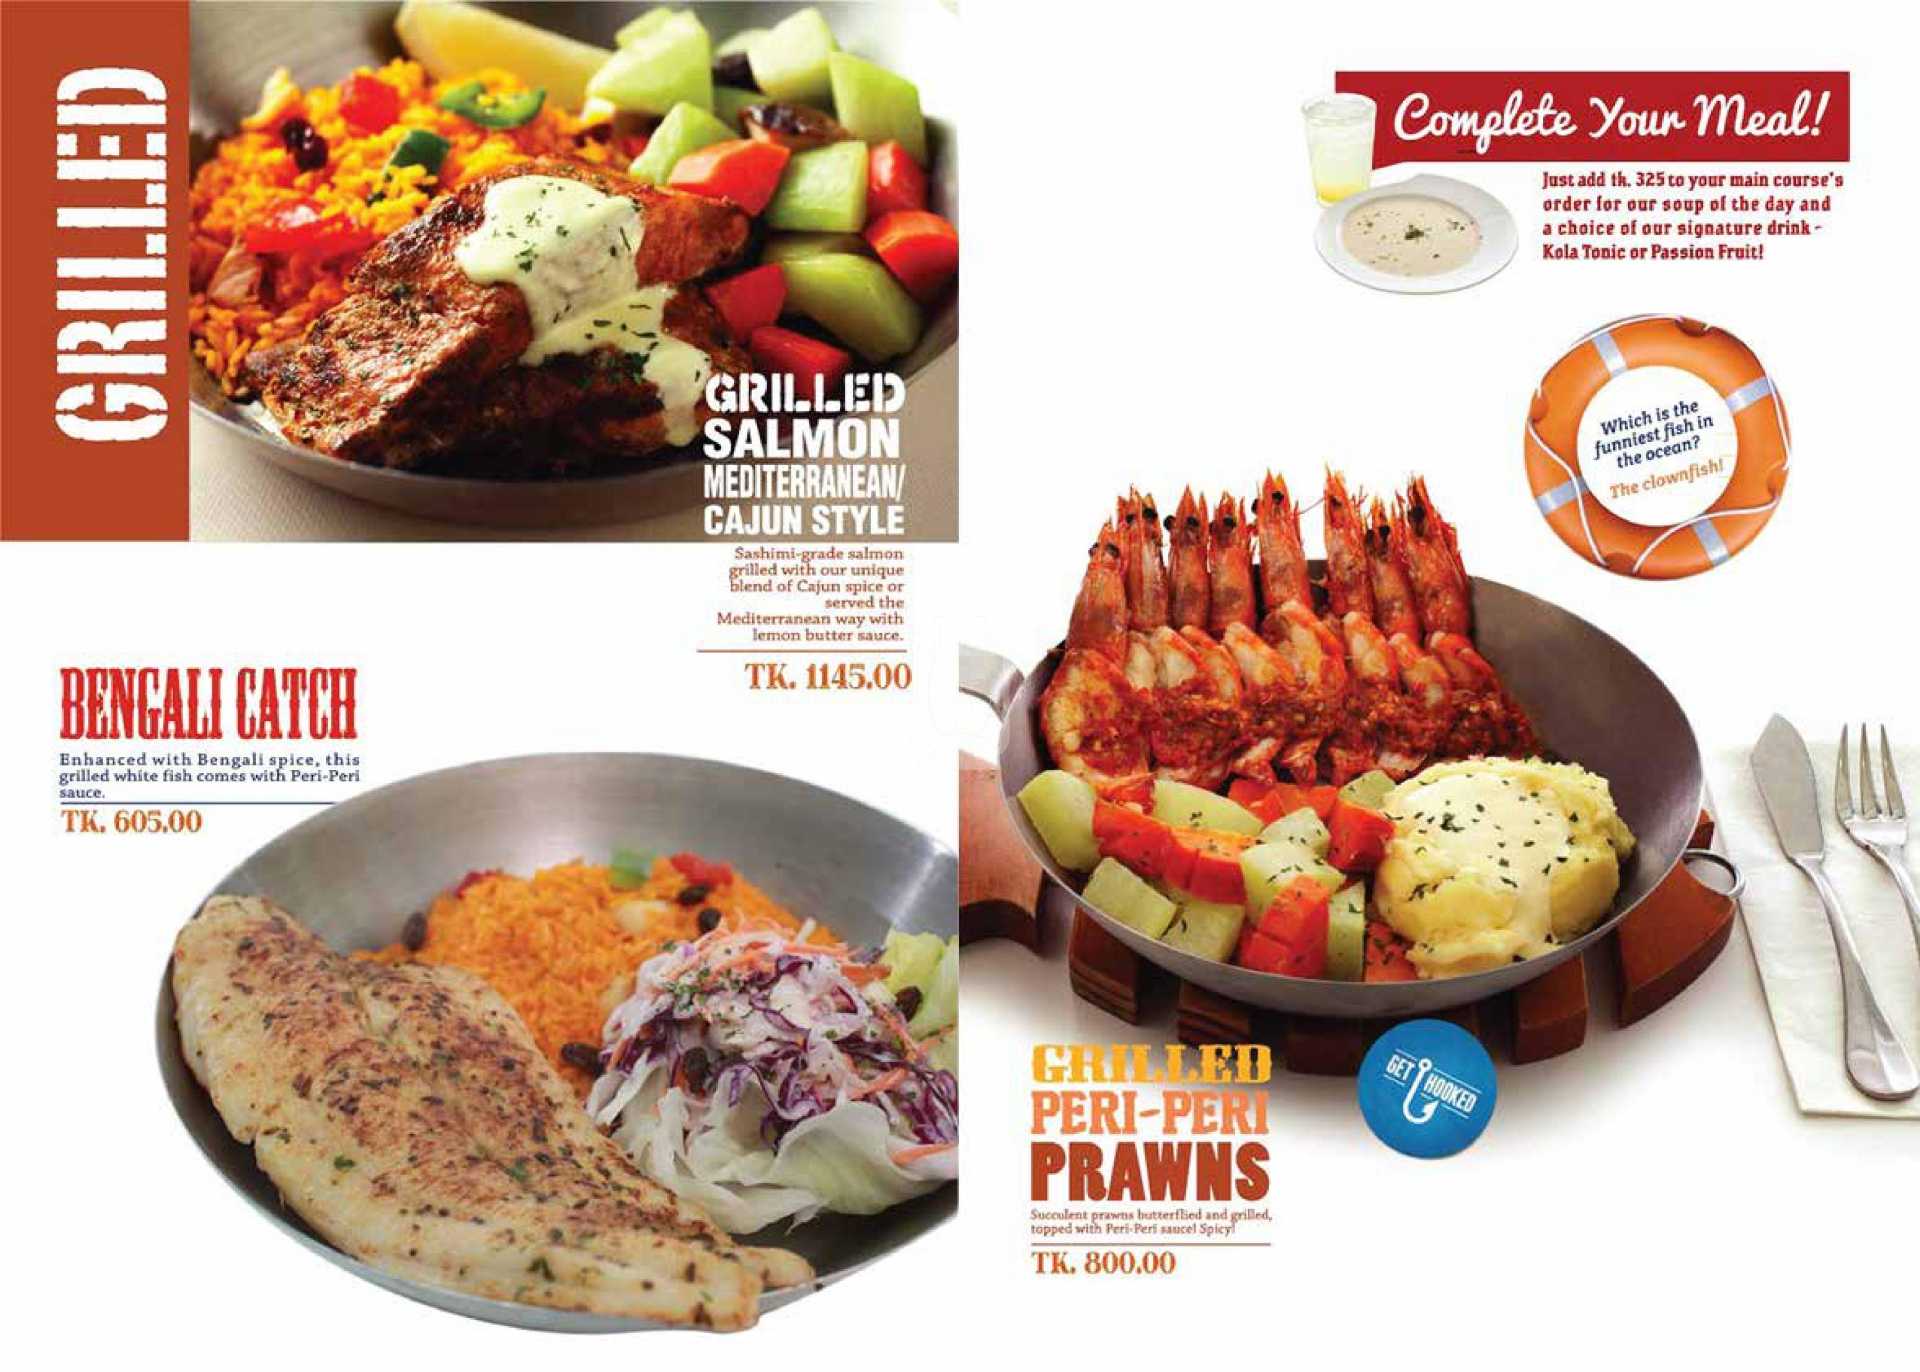 GRILLED
GRILLED
SALMON
MEDITERRANEAN/
CAJUN STYLE
Sashimi-grade salmon
grilled with our unique
blend of Cajun spice or
served the
Mediterranean way with
lemon butter sauce.
TK. 1145.00
BENGALI CATCH
Enhanced with Bengali spice, this
grilled white fish comes with Peri-Peri
sauce.
TK. 605.00
Complete Your Meal!
Just add tk. 325 to your main course's
order for our soup of the day and
a choice of our signature drink -
Kola Tonic or Passion Fruit!
Which is the
funniest fish in
the ocean?
The clownfish!
GRILLED
PERI-PERI
PRAWNS
Succulent prawns butterflied and grilled,
topped with Peri-Peri sauce! Spicy!
TK. 800.00
GET HOOKED